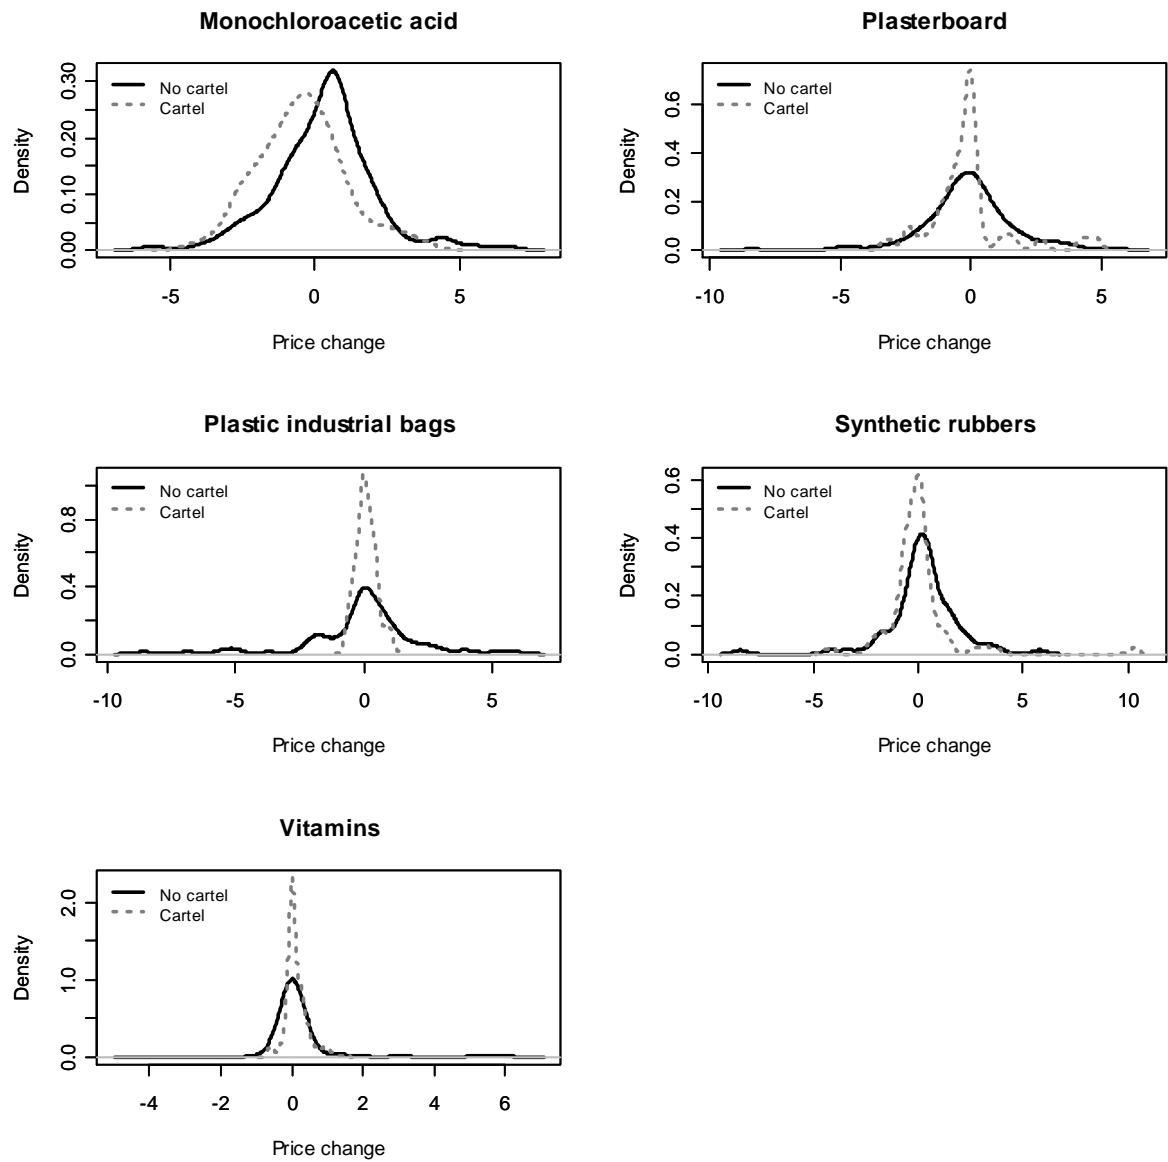 Monochloroacetic acid
No cartel
Cartel
Density
0.00 0.10 0.20 0.30
-5 0 5
Price change
Plasterboard
No cartel
Cartel
Density
0.0 0.2 0.4 0.6
-10 -5 0 5
Price change
Plastic industrial bags
No cartel
Cartel
Density
0.0 0.4 0.8
-10 -5 0 5
Price change
Synthetic rubbers
No cartel
Cartel
Density
0.0 0.2 0.4 0.6
-10 -5 0 5 10
Price change
Vitamins
No cartel
Cartel
Density
0.0 1.0 2.0
-4 -2 0 2 4 6
Price change